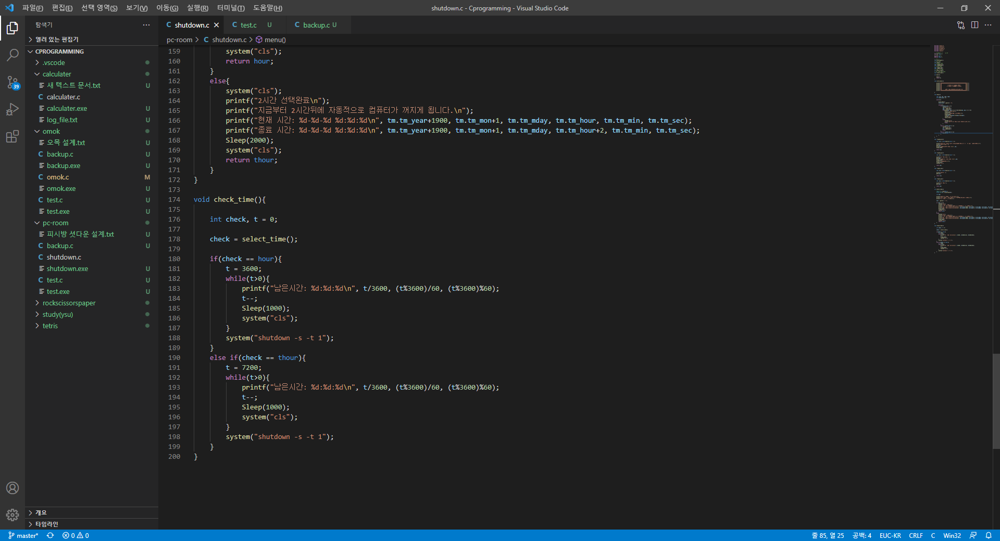 파일(F) 편집(E) 선택 영역(S) 보기(V) 이동(G) 실행(R) 터미널(T) 도움말(H)
shutdown.c - Cprogramming - Visual Studio Code
탐색기
열려 있는 편집기
CPROGRAMMING
.vscode
calculater
새 텍스트 문서.txt U
calculater.c
calculater.exe U
log_file.txt U
omok
오목 설계.txt U
backup.c U
backup.exe U
omok.c M
omok.exe U
test.c U
test.exe U
pc-room
피시방 셧다운 설계.txt U
backup.c U
shutdown.c
shutdown.exe U
test.c U
test.exe U
rockscissorspaper
study(ysu)
tetris
개요
타임라인
39
C shutdown.c C test.c U C backup.c U
pc-room > C shutdown.c > menu()
159 system("cls");
160 return hour;
161 }
162 else{
163 system("cls");
164 printf("2시간 선택완료\n");
165 printf("지금부터 2시간뒤에 자동적으로 컴퓨터가 꺼지게 됩니다.\n");
166 printf("현재 시간: %d-%d-%d %d:%d:%d\n", tm.tm_year+1900, tm.tm_mon+1, tm.tm_mday, tm.tm_hour, tm.tm_min, tm.tm_sec);
167 printf("종료 시간: %d-%d-%d %d:%d:%d\n", tm.tm_year+1900, tm.tm_mon+1, tm.tm_mday, tm.tm_hour+2, tm.tm_min, tm.tm_sec);
168 Sleep(2000);
169 system("cls");
170 return thour;
171 }
172 }
173
174 void check_time(){
175
176 int check, t = 0;
177
178 check = select_time();
179
180 if(check == hour){
181 t = 3600;
182 while(t>0){
183 printf("남은시간: %d:%d:%d\n", t/3600, (t%3600)/60, (t%3600)%60);
184 t--;
185 Sleep(1000);
186 system("cls");
187 }
188 system("shutdown -s -t 1");
189 }
190 else if(check == thour){
191 t = 7200;
192 while(t>0){
193 printf("남은시간: %d:%d:%d\n", t/3600, (t%3600)/60, (t%3600)%60);
194 t--;
195 Sleep(1000);
196 system("cls");
197 }
198 system("shutdown -s -t 1");
199 }
200 }
master* 0 0 줄 85, 열 25 공백: 4 EUC-KR CRLF C Win32